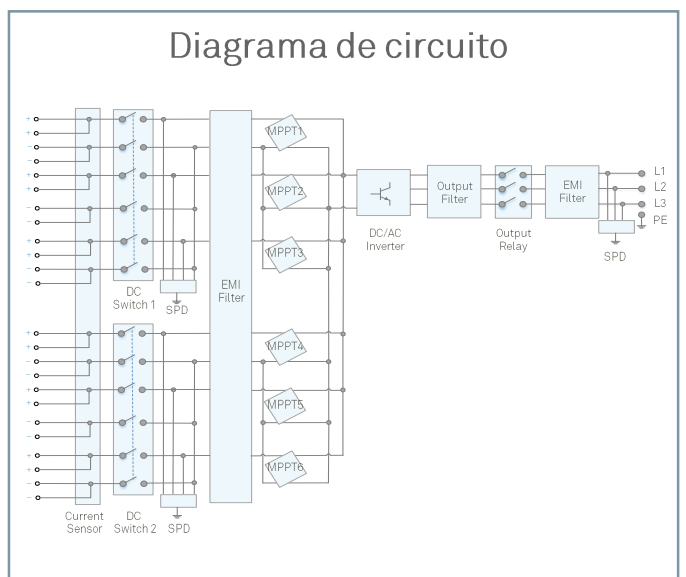 Diagrama de circuito
+
+
−
−
+
+
−
−
+
+
−
−
+
+
−
−
+
+
−
−
+
+
−
−
Current
Sensor
DC
Switch 1
SPD
DC
Switch 2
SPD
EMI
Filter
MPPT1
MPPT2
MPPT3
MPPT4
MPPT5
MPPT6
DC/AC
Inverter
Output
Filter
Output
Relay
EMI
Filter
SPD
L1
L2
L3
PE